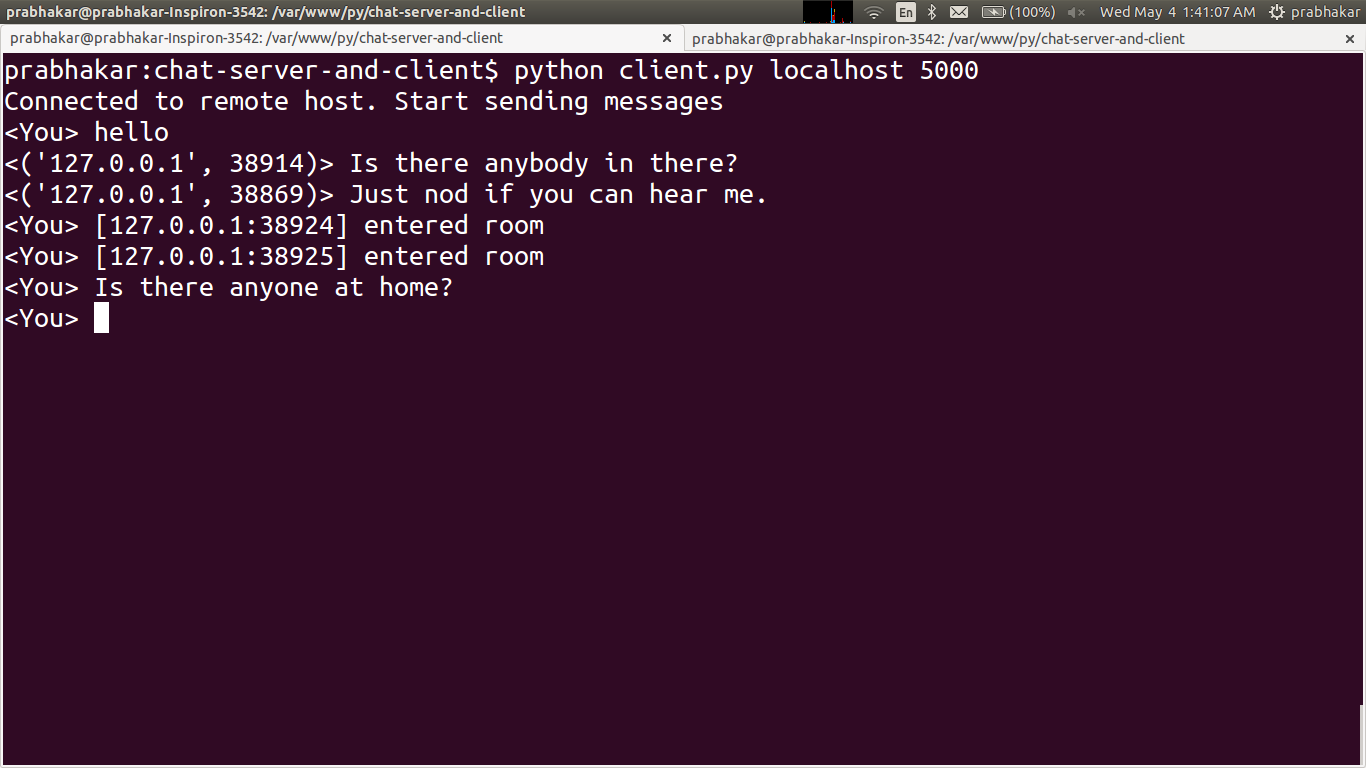 prabhakar@prabhakar-Inspiron-3542: /var/www/py/chat-server-and-client En (100%) Wed May 4 1:41:07 AM prabhakar
prabhakar@prabhakar-Inspiron-3542: /var/www/py/chat-server-and-client × prabhakar@prabhakar-Inspiron-3542: /var/www/py/chat-server-and-client ×
prabhakar:chat-server-and-client$ python client.py localhost 5000
Connected to remote host. Start sending messages
<You> hello
<('127.0.0.1', 38914)> Is there anybody in there?
<('127.0.0.1', 38869)> Just nod if you can hear me.
<You> [127.0.0.1:38924] entered room
<You> [127.0.0.1:38925] entered room
<You> Is there anyone at home?
<You>